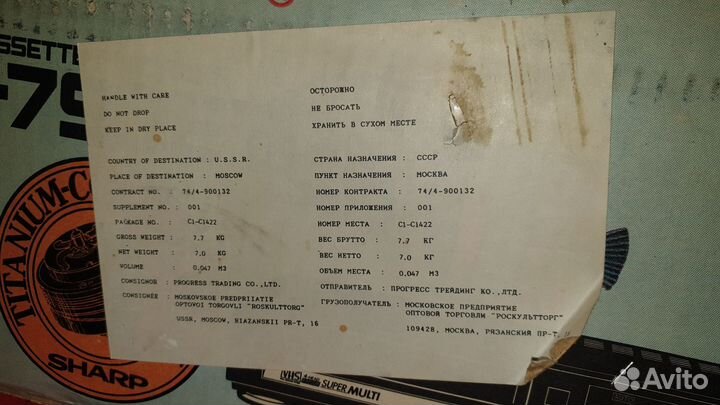 SSETTE
-79
TITANIUM-C
SHARP
HANDLE WITH CARE
DO NOT DROP
KEEP IN DRY PLACE
ОСТОРОЖНО
НЕ БРОСАТЬ
ХРАНИТЬ В СУХОМ МЕСТЕ
COUNTRY OF DESTINATION : U.S.S.R.
PLACE OF DESTINATION : MOSCOW
CONTRACT NO. : 74/4-900132
SUPPLEMENT NO. : 001
PACKAGE NO. : C1-C1422
GROSS WEIGHT : 7.7 KG
NET WEIGHT : 7.0 KG
VOLUME : 0.047 M3
CONSIGNOR : PROGRESS TRADING CO.,LTD.
CONSIGNEE : MOSKOVSKOE PREDPRIIATIE
OPTOVOI TORGOVLI "ROSKULTTORG"
USSR, MOSCOW, HIAZANSKII PR-T, 16
СТРАНА НАЗНАЧЕНИЯ : СССР
ПУНКТ НАЗНАЧЕНИЯ : МОСКВА
НОМЕР КОНТРАКТА : 74/4-900132
НОМЕР ПРИЛОЖЕНИЯ : 001
НОМЕР МЕСТА : C1-C1422
ВЕС БРУТТО : 7.7 КГ
ВЕС НЕТТО : 7.0 КГ
ОБЪЕМ МЕСТА : 0.047 М3
ОТПРАВИТЕЛЬ : ПРОГРЕСС ТРЕЙДИНГ КО.,ЛТД.
ГРУЗОПОЛУЧАТЕЛЬ : МОСКОВСКОЕ ПРЕДПРИЯТИЕ
ОПТОВОЙ ТОРГОВЛИ "РОСКУЛЬТТОРГ"
109428, МОСКВА, РЯЗАНСКИЙ ПР-Т,
VHS SUPER MULTI
Avito